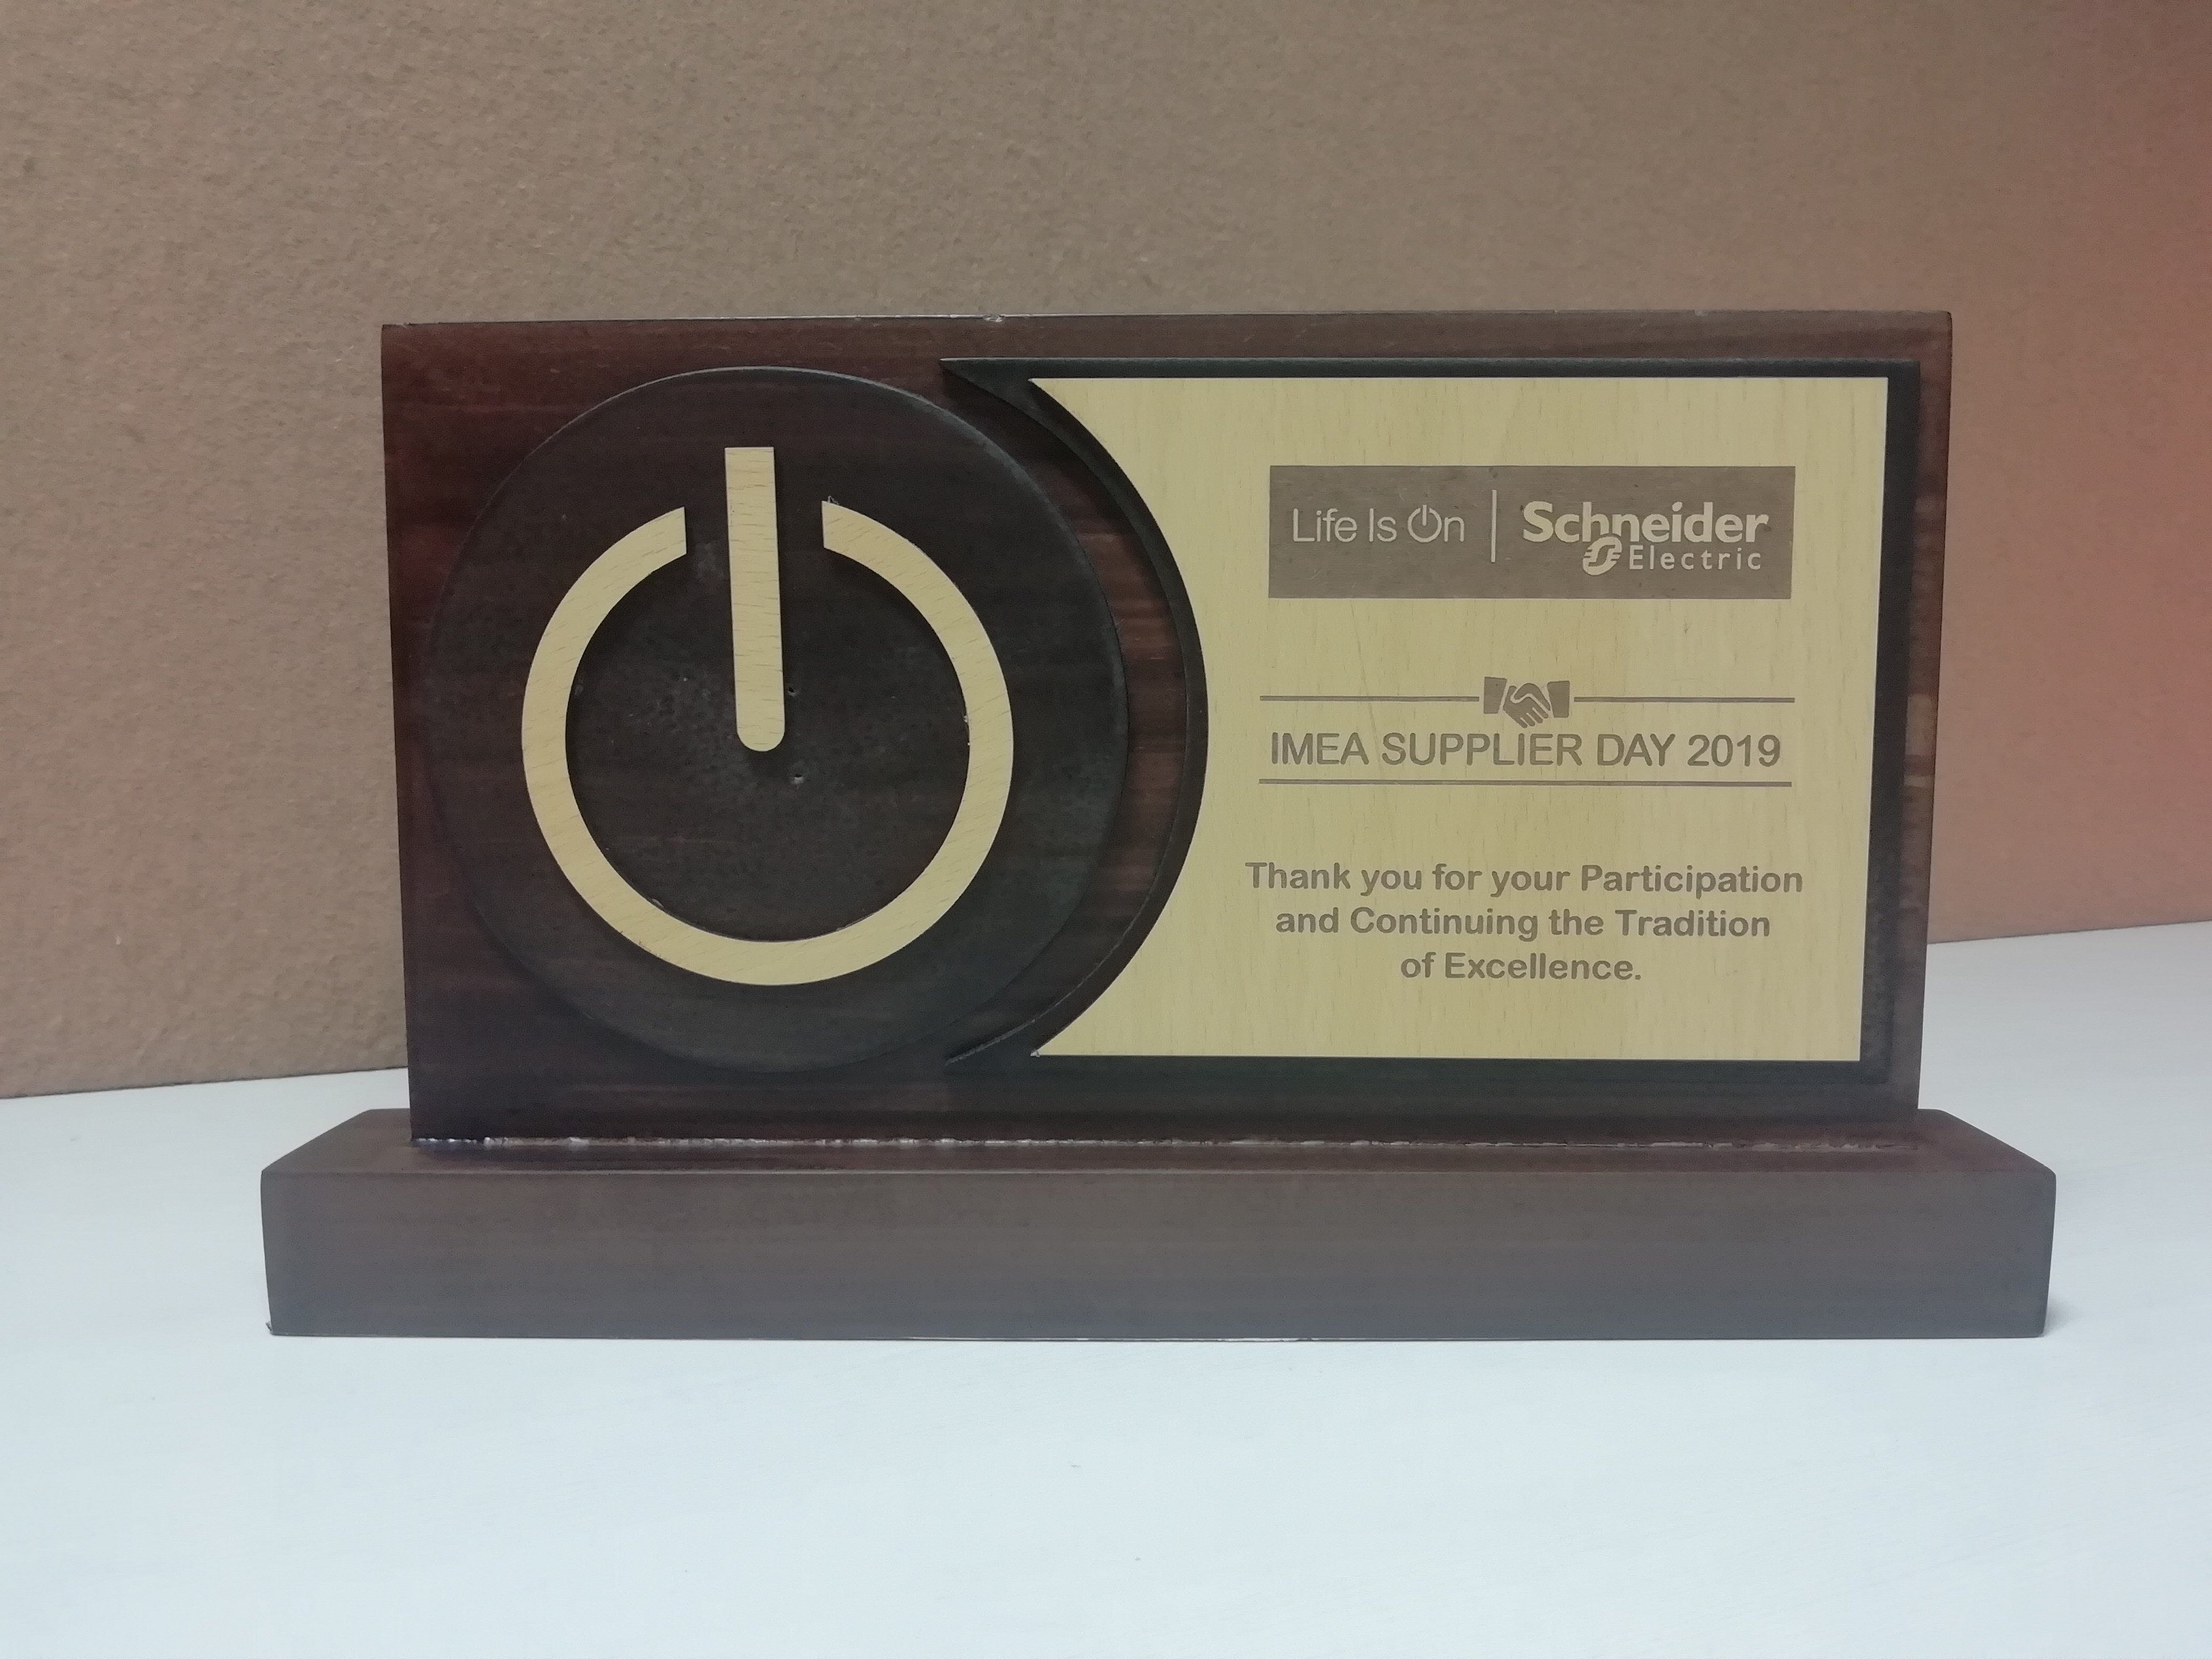 Life Is On | Schneider
Electric
IMEA SUPPLIER DAY 2019
Thank you for your Participation
and Continuing the Tradition
of Excellence.